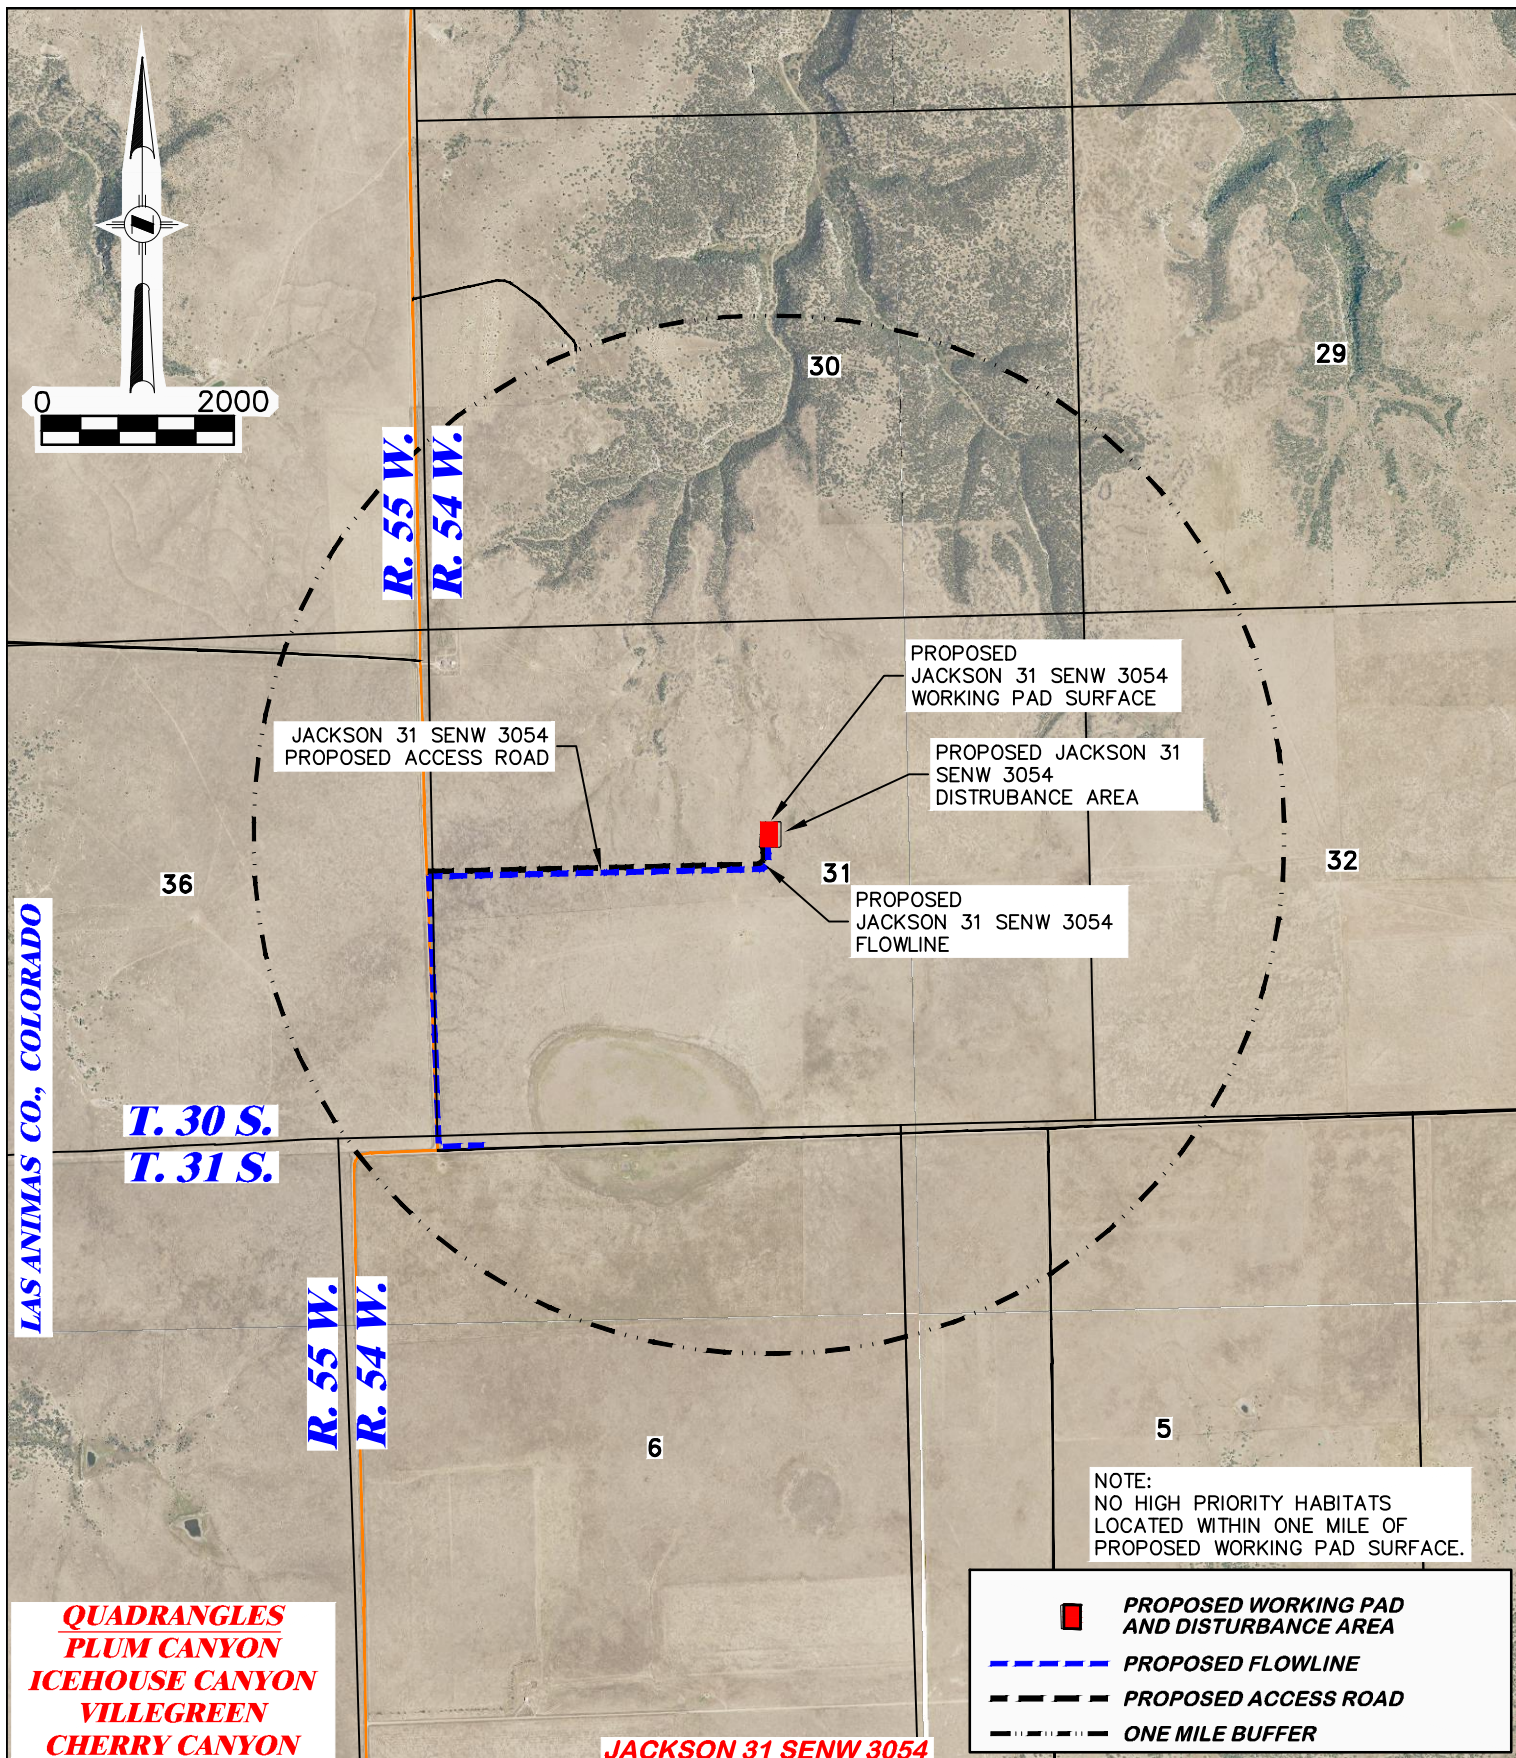 0 2000
R. 55 W.
R. 54 W.
30
29
PROPOSED
JACKSON 31 SENW 3054
WORKING PAD SURFACE
JACKSON 31 SENW 3054
PROPOSED ACCESS ROAD
PROPOSED JACKSON 31
SENW 3054
DISTRUBANCE AREA
36
31
32
PROPOSED
JACKSON 31 SENW 3054
FLOWLINE
LAS ANIMAS CO., COLORADO
T. 30 S.
T. 31 S.
R. 55 W.
R. 54 W.
6
5
NOTE:
NO HIGH PRIORITY HABITATS
LOCATED WITHIN ONE MILE OF
PROPOSED WORKING PAD SURFACE.
QUADRANGLES
PLUM CANYON
ICEHOUSE CANYON
VILLEGREEN
CHERRY CANYON
PROPOSED WORKING PAD
AND DISTURBANCE AREA
PROPOSED FLOWLINE
PROPOSED ACCESS ROAD
ONE MILE BUFFER
JACKSON 31 SENW 3054